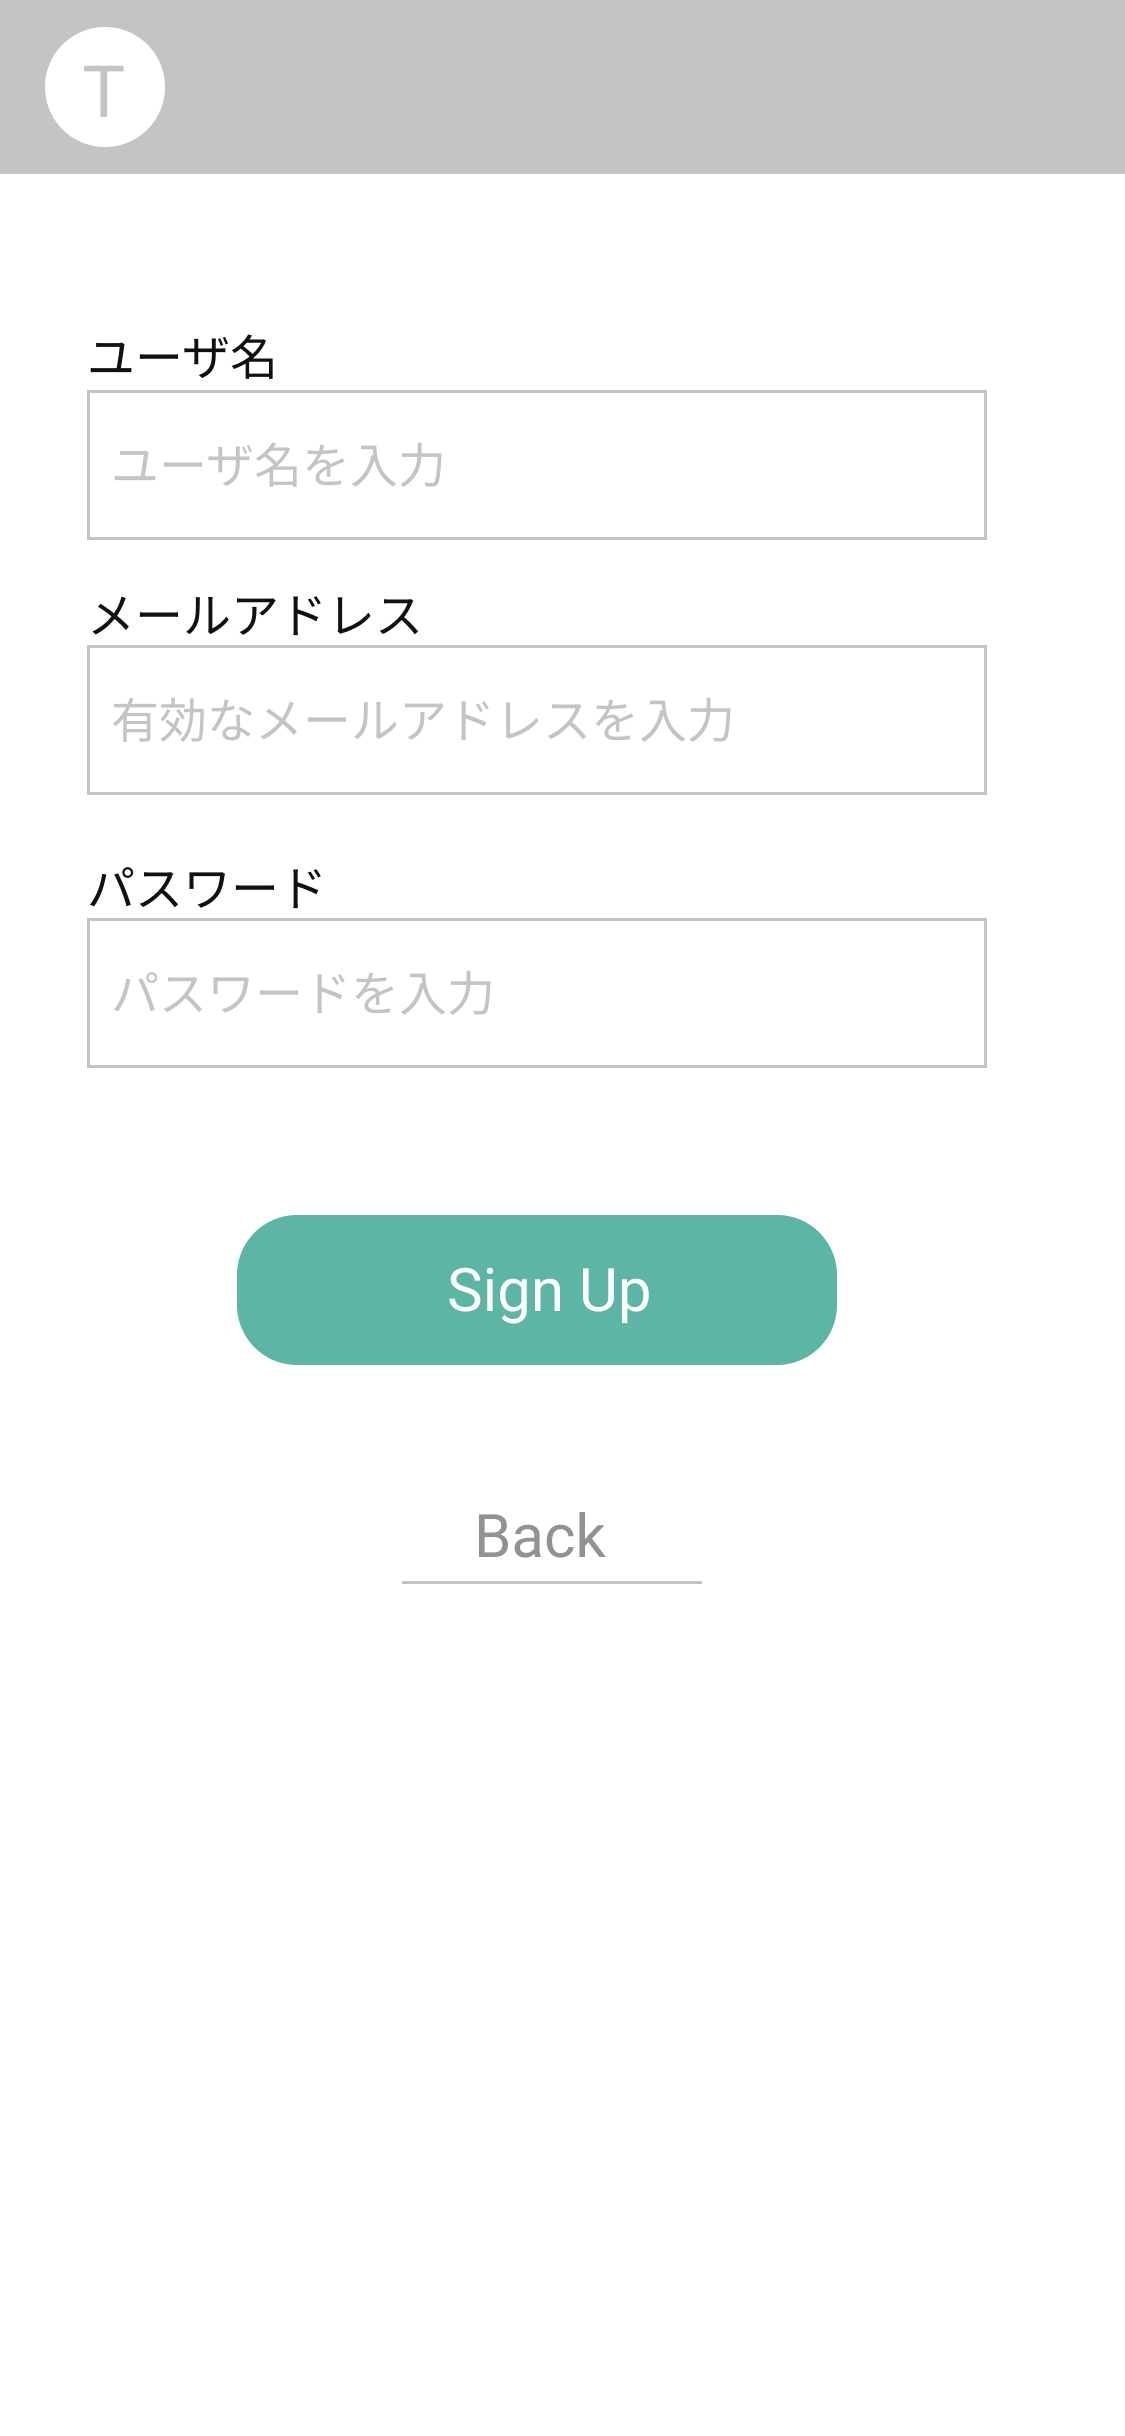 T
ユーザ名
ユーザ名を入力
メールアドレス
有効なメールアドレスを入力
パスワード
パスワードを入力
Sign Up
Back